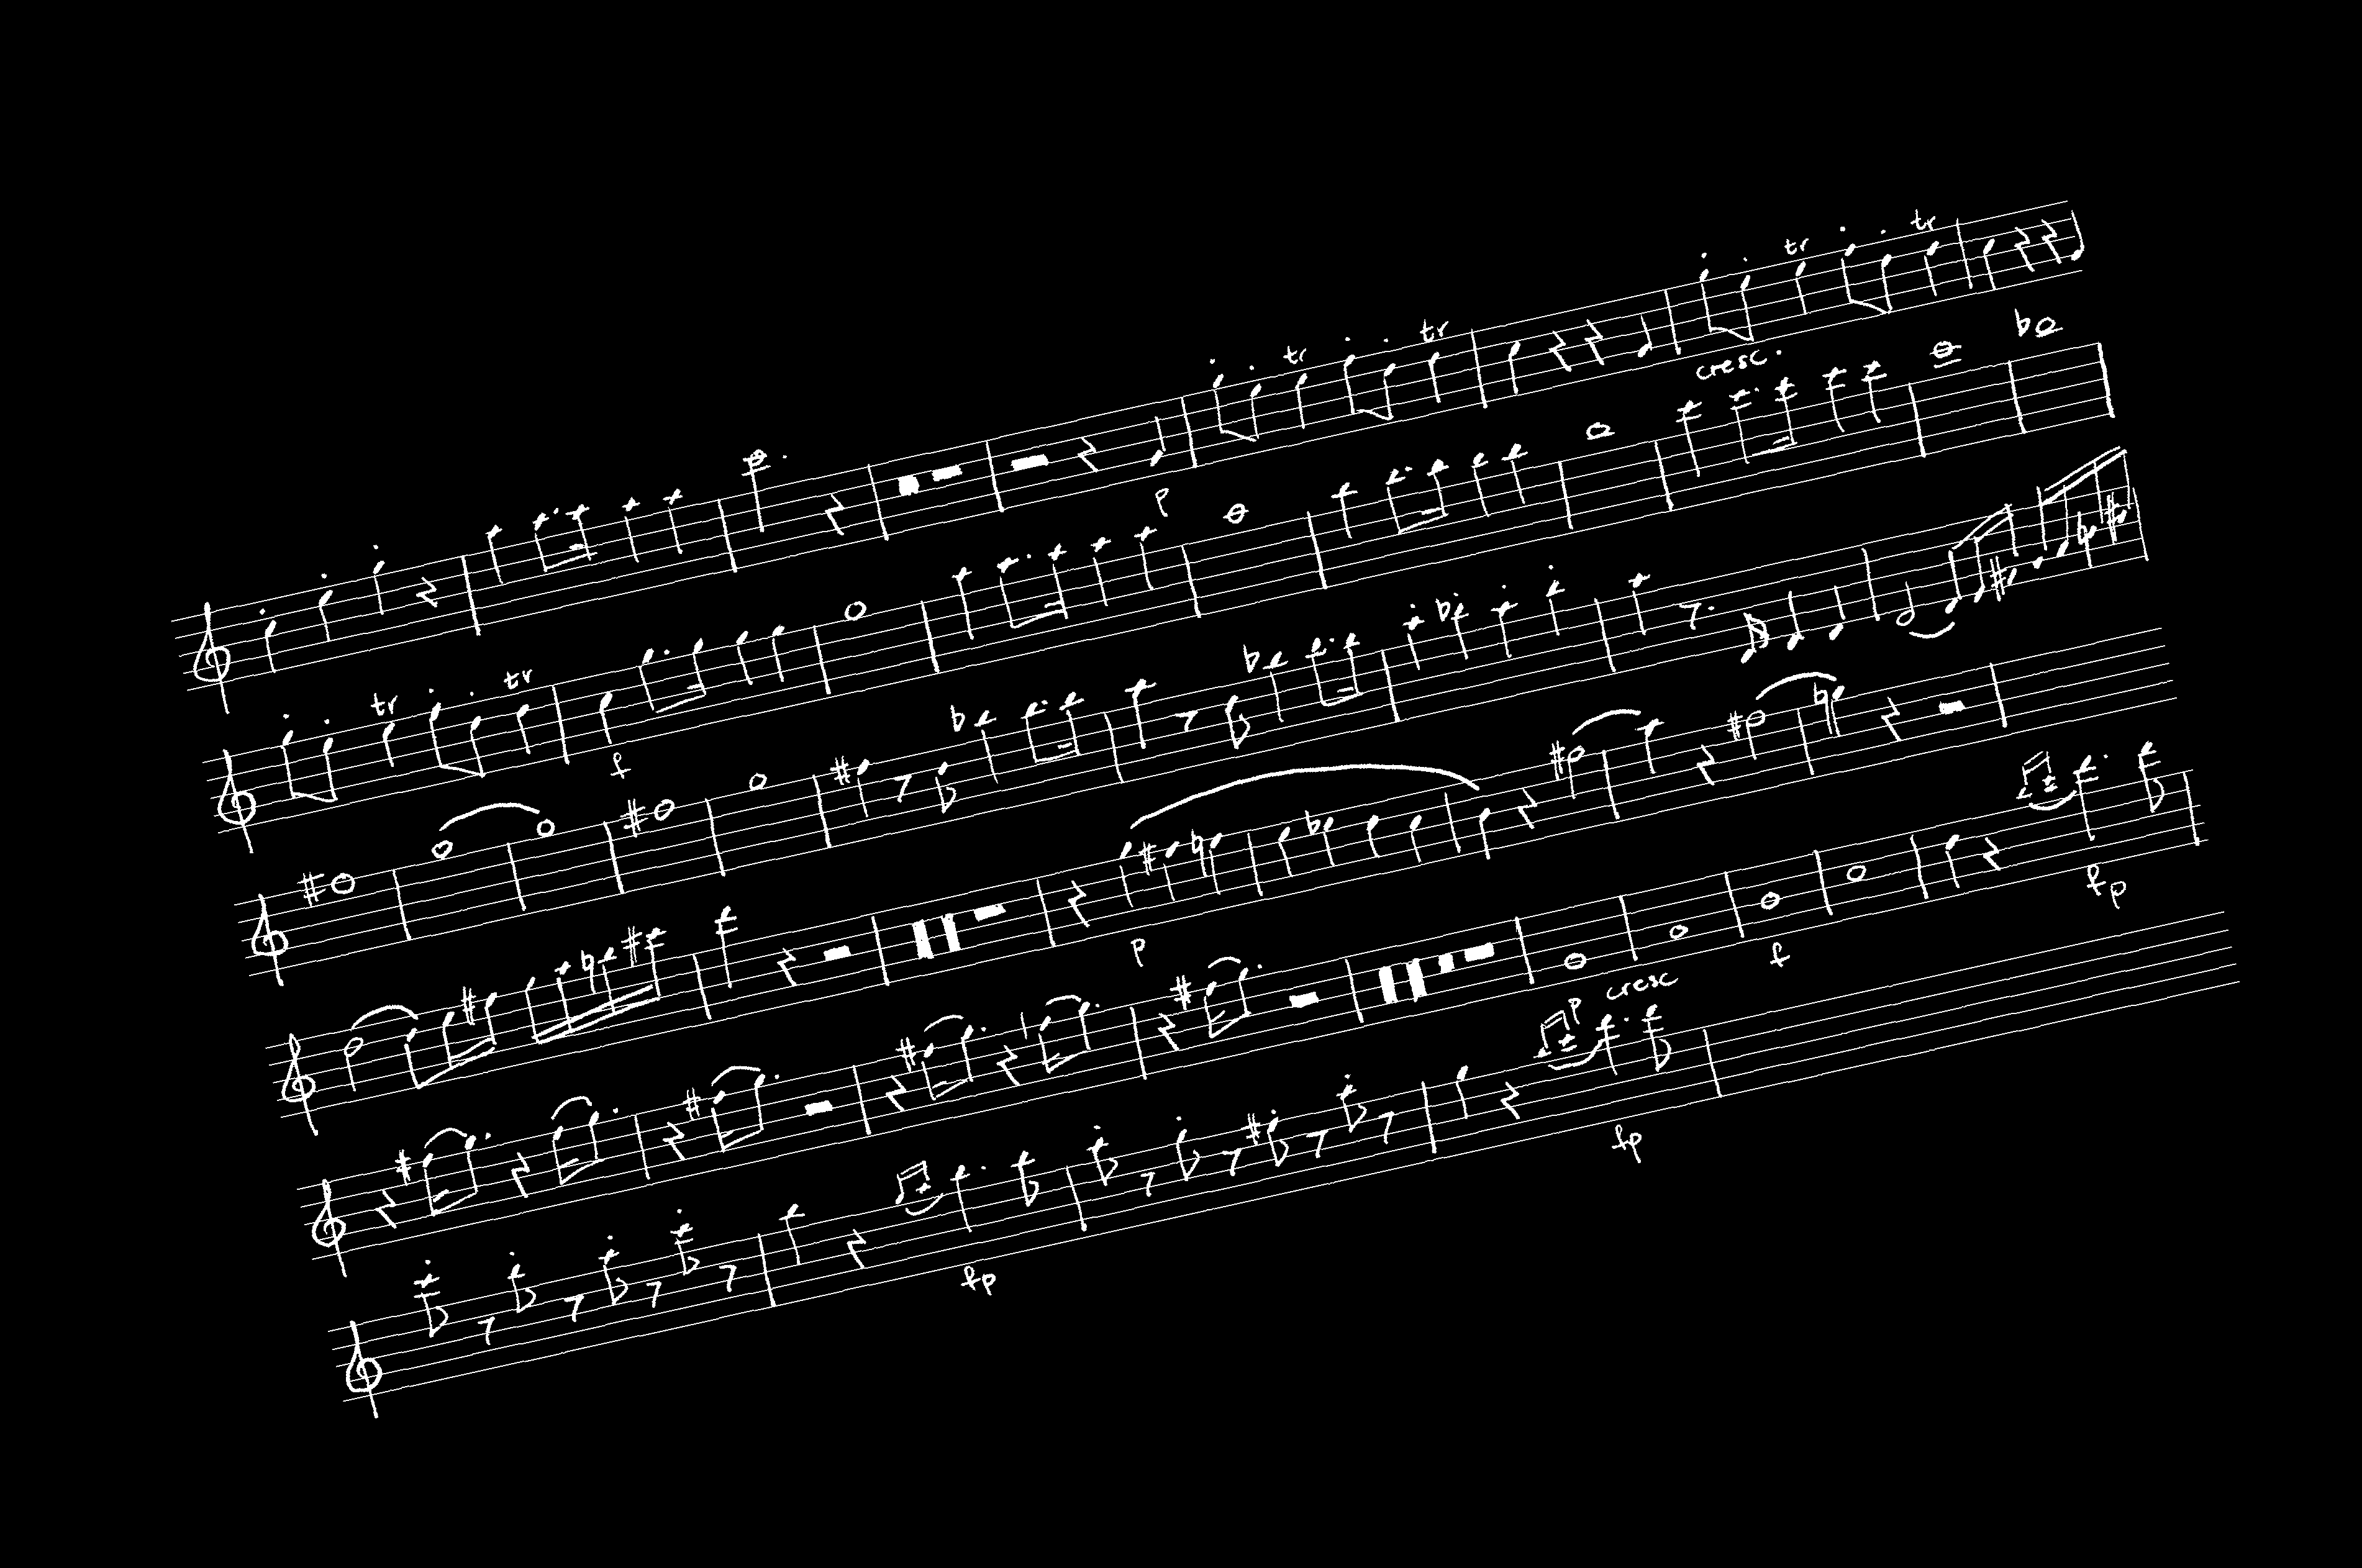 tr tr tr tr
p cresc.
tr tr
f
p
p cresc f fp
fp fp